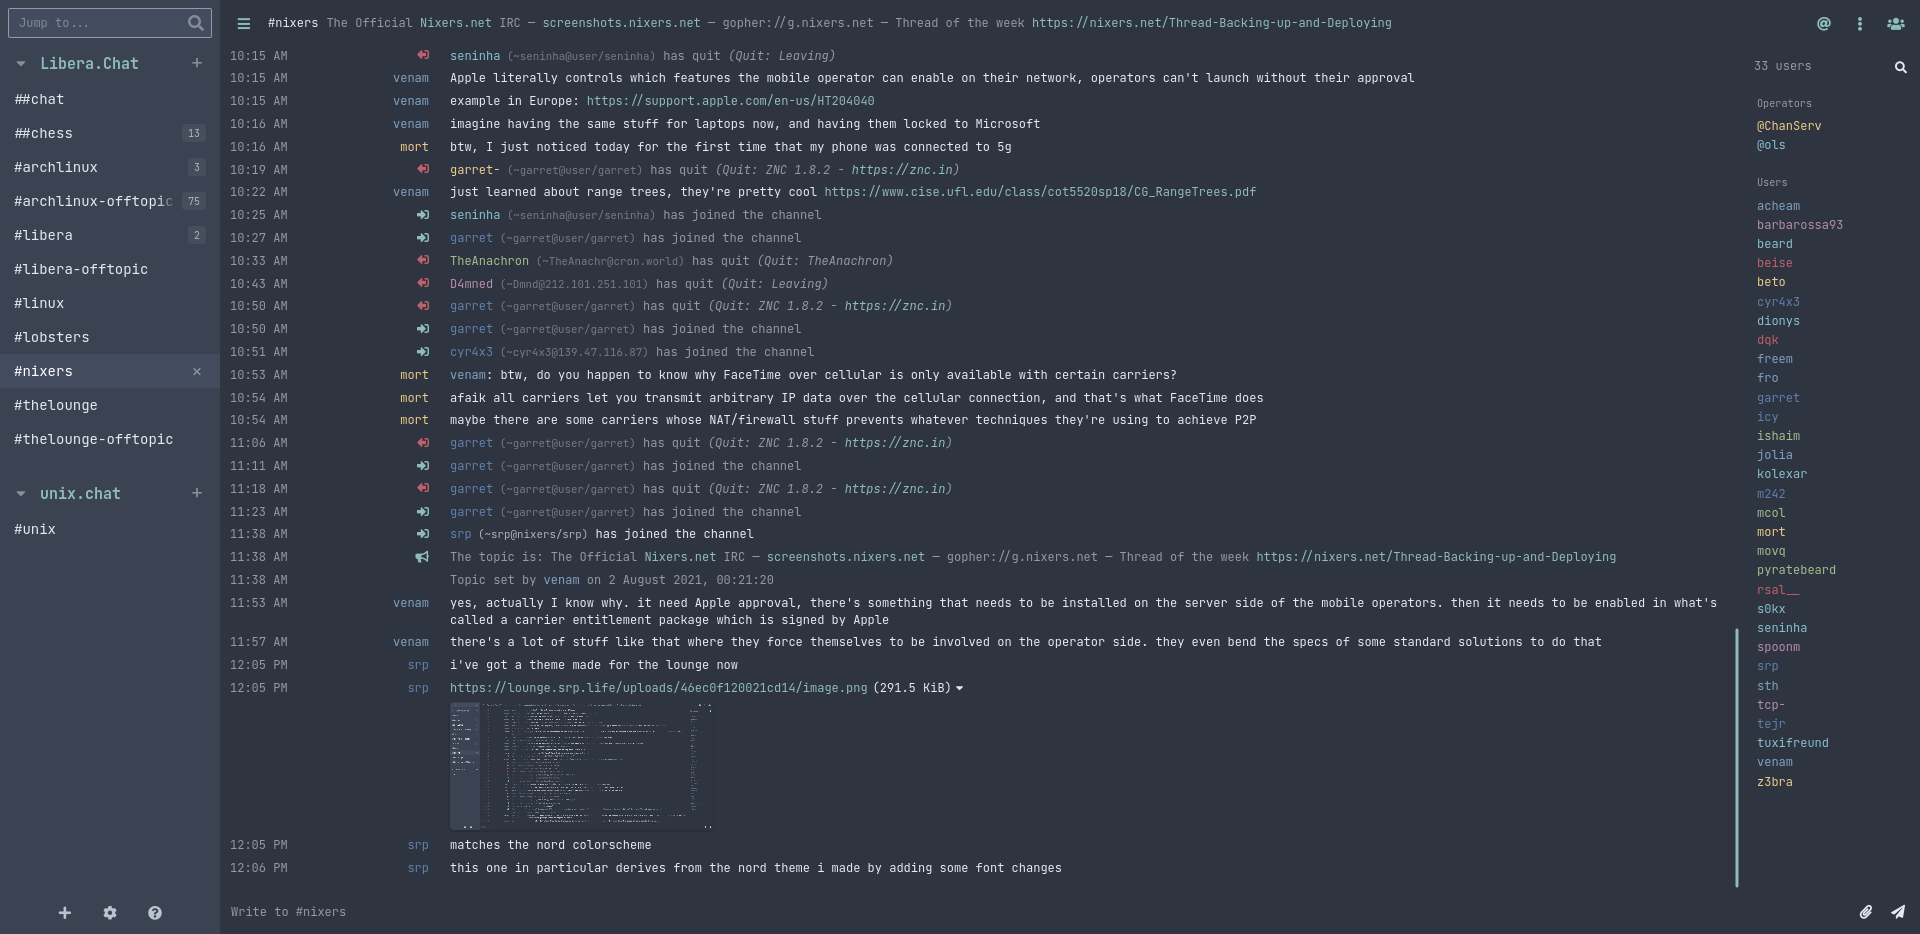 Jump to...
Libera.Chat
##chat
##chess 13
#archlinux 3
#archlinux-offtopic 75
#libera 2
#libera-offtopic
#linux
#lobsters
#nixers
#thelounge
#thelounge-offtopic
unix.chat
#unix
#nixers The Official Nixers.net IRC — screenshots.nixers.net — gopher://g.nixers.net — Thread of the week https://nixers.net/Thread-Backing-up-and-Deploying
10:15 AM seninha (~seninha@user/seninha) has quit (Quit: Leaving)
10:15 AM venam Apple literally controls which features the mobile operator can enable on their network, operators can't launch without their approval
10:15 AM venam example in Europe: https://support.apple.com/en-us/HT204040
10:16 AM venam imagine having the same stuff for laptops now, and having them locked to Microsoft
10:16 AM mort btw, I just noticed today for the first time that my phone was connected to 5g
10:19 AM garret- (~garret@user/garret) has quit (Quit: ZNC 1.8.2 - https://znc.in)
10:22 AM venam just learned about range trees, they're pretty cool https://www.cise.ufl.edu/class/cot5520sp18/CG_RangeTrees.pdf
10:25 AM seninha (~seninha@user/seninha) has joined the channel
10:27 AM garret (~garret@user/garret) has joined the channel
10:33 AM TheAnachron (~TheAnachr@cron.world) has quit (Quit: TheAnachron)
10:43 AM D4mned (~Dmnd@212.101.251.101) has quit (Quit: Leaving)
10:50 AM garret (~garret@user/garret) has quit (Quit: ZNC 1.8.2 - https://znc.in)
10:50 AM garret (~garret@user/garret) has joined the channel
10:51 AM cyr4x3 (~cyr4x3@139.47.116.87) has joined the channel
10:53 AM mort venam: btw, do you happen to know why FaceTime over cellular is only available with certain carriers?
10:54 AM mort afaik all carriers let you transmit arbitrary IP data over the cellular connection, and that's what FaceTime does
10:54 AM mort maybe there are some carriers whose NAT/firewall stuff prevents whatever techniques they're using to achieve P2P
11:06 AM garret (~garret@user/garret) has quit (Quit: ZNC 1.8.2 - https://znc.in)
11:11 AM garret (~garret@user/garret) has joined the channel
11:18 AM garret (~garret@user/garret) has quit (Quit: ZNC 1.8.2 - https://znc.in)
11:23 AM garret (~garret@user/garret) has joined the channel
11:38 AM srp (~srp@nixers/srp) has joined the channel
11:38 AM The topic is: The Official Nixers.net IRC — screenshots.nixers.net — gopher://g.nixers.net — Thread of the week https://nixers.net/Thread-Backing-up-and-Deploying
11:38 AM Topic set by venam on 2 August 2021, 00:21:20
11:53 AM venam yes, actually I know why. it need Apple approval, there's something that needs to be installed on the server side of the mobile operators. then it needs to be enabled in what's
called a carrier entitlement package which is signed by Apple
11:57 AM venam there's a lot of stuff like that where they force themselves to be involved on the operator side. they even bend the specs of some standard solutions to do that
12:05 PM srp i've got a theme made for the lounge now
12:05 PM srp https://lounge.srp.life/uploads/46ec0f120021cd14/image.png (291.5 KiB)
12:05 PM srp matches the nord colorscheme
12:06 PM srp this one in particular derives from the nord theme i made by adding some font changes
Write to #nixers
33 users
Operators
@ChanServ
@ols
Users
acheam
barbarossa93
beard
beise
beto
cyr4x3
dionys
dqk
freem
fro
garret
icy
ishaim
jolia
kolexar
m242
mcol
mort
movq
pyratebeard
rsal__
s0kx
seninha
spoonm
srp
sth
tcp-
tejr
tuxifreund
venam
z3bra